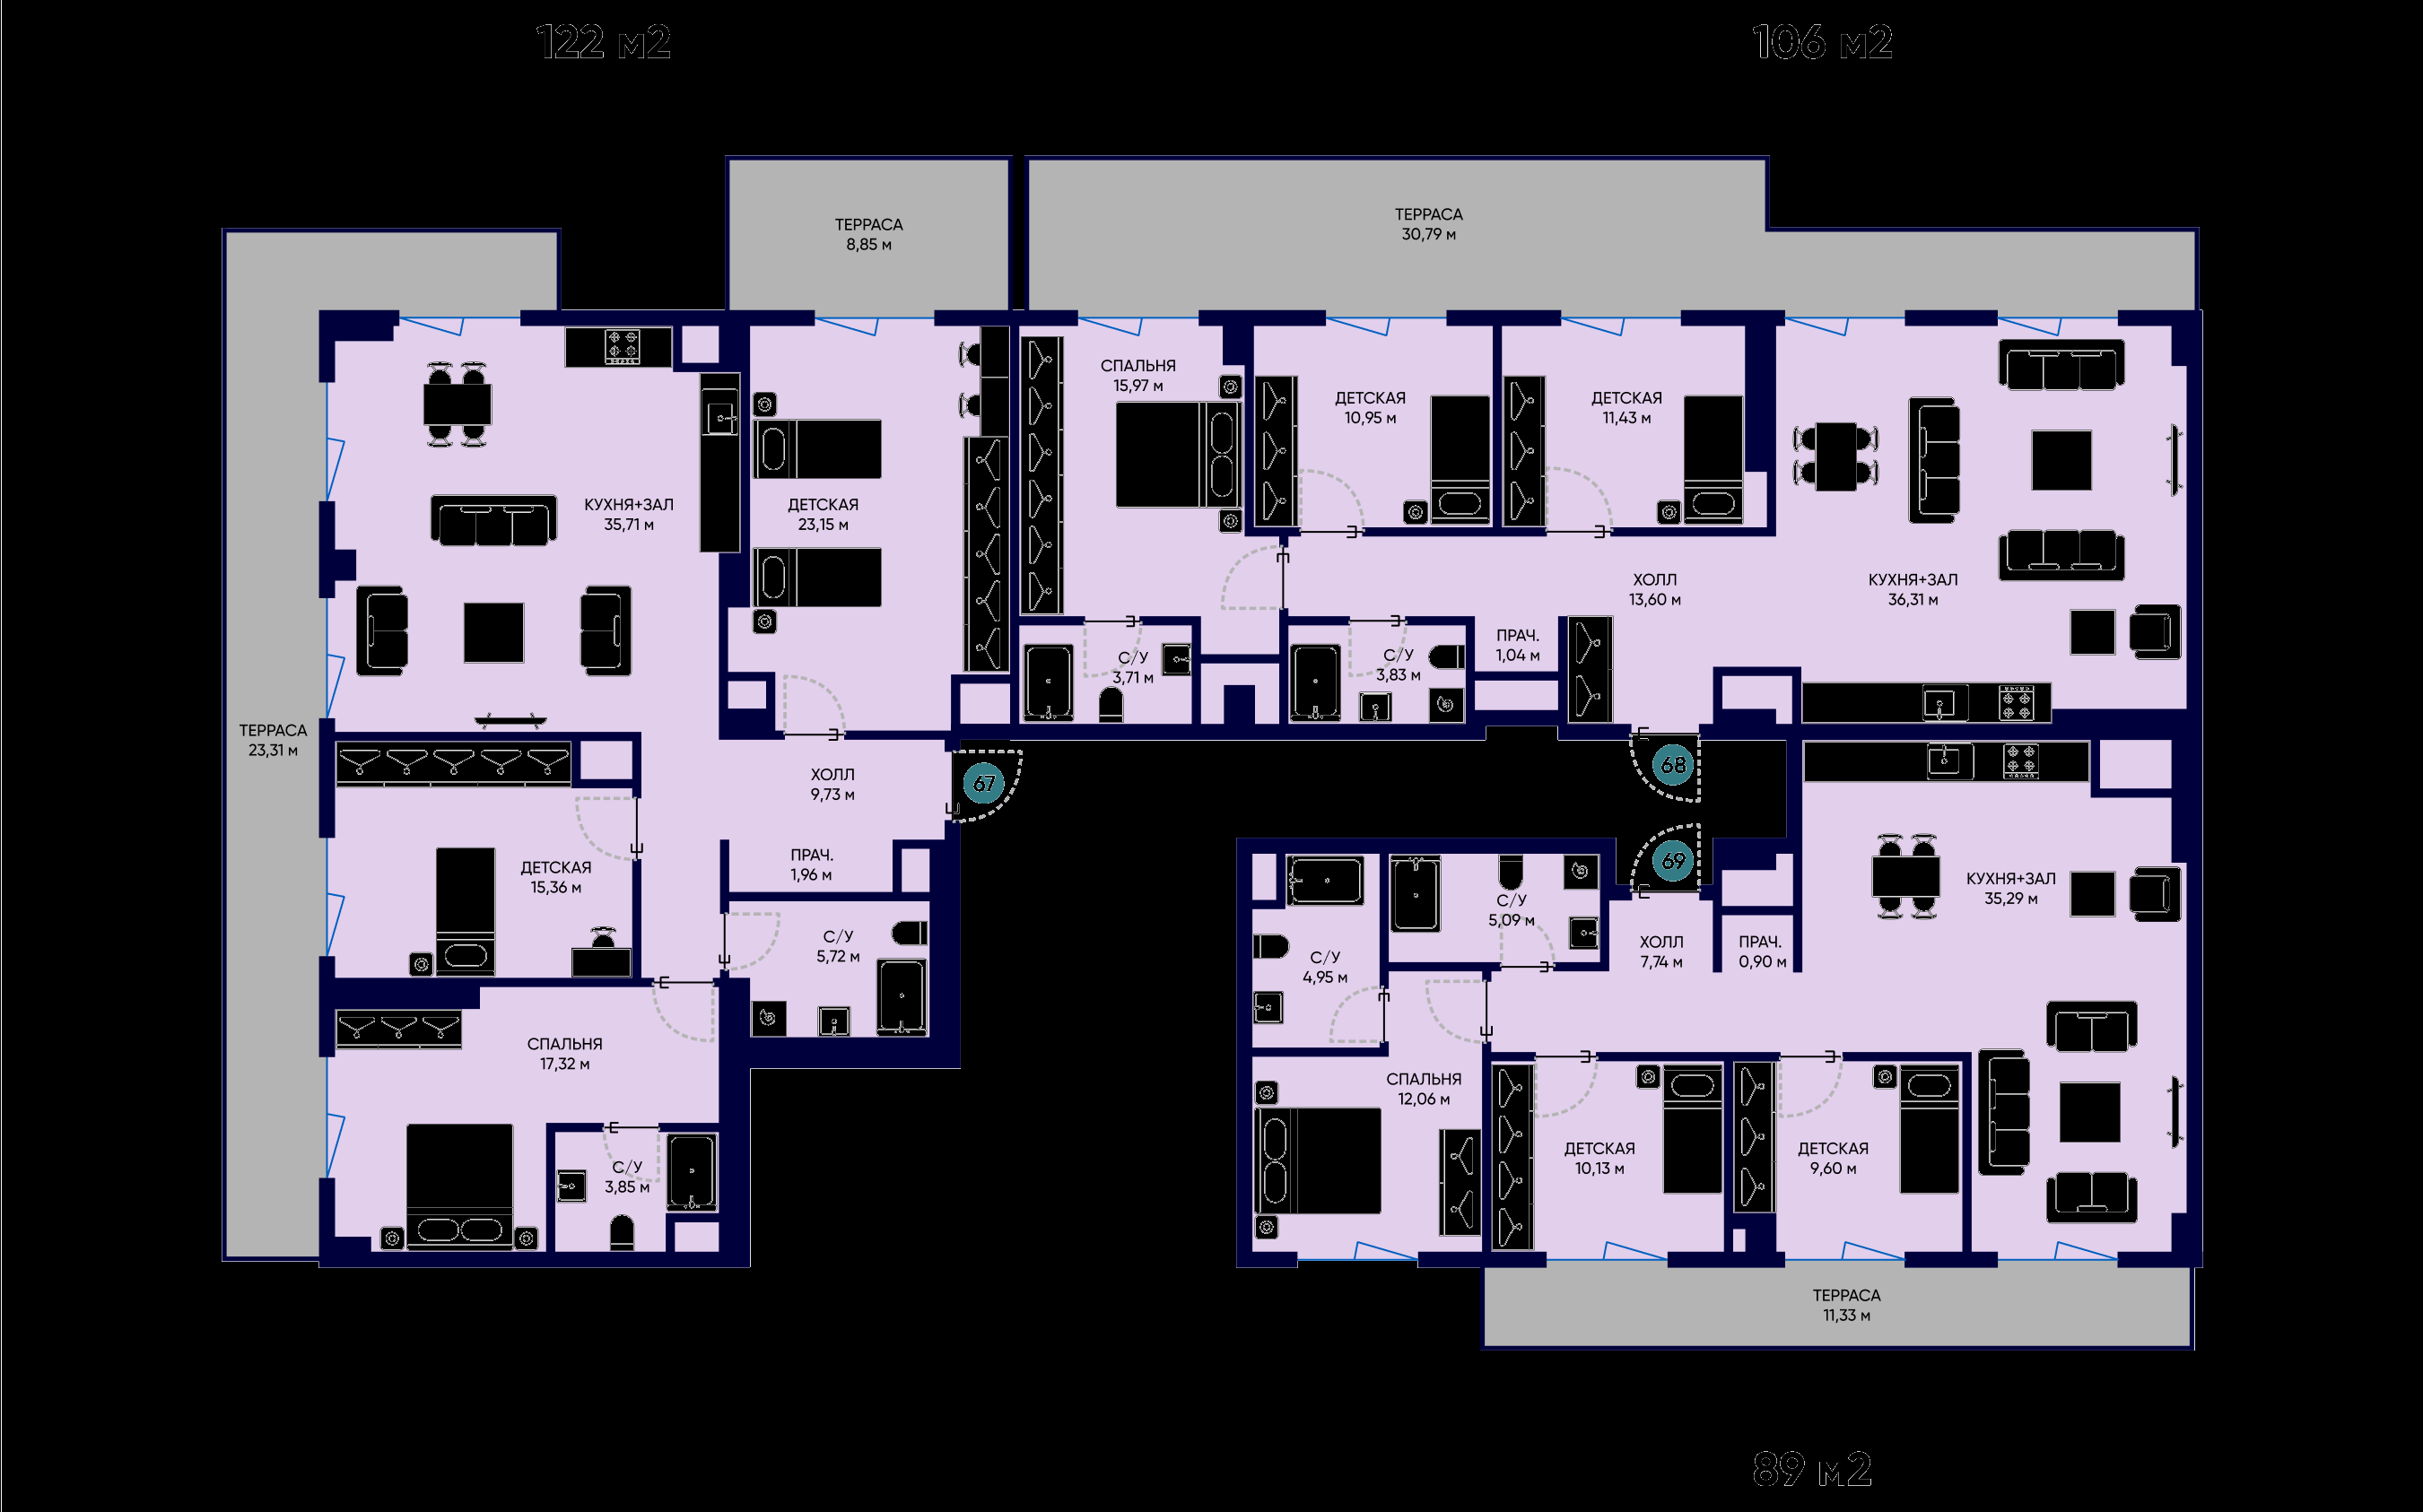 122 м2
106 м2
ТЕРРАСА
8,85 м
ТЕРРАСА
30,79 м
СПАЛЬНЯ
15,97 м
ДЕТСКАЯ
10,95 м
ДЕТСКАЯ
11,43 м
КУХНЯ+ЗАЛ
35,71 м
ДЕТСКАЯ
23,15 м
ХОЛЛ
13,60 м
КУХНЯ+ЗАЛ
36,31 м
ПРАЧ.
1,04 м
С/У
3,71 м
С/У
3,83 м
ТЕРРАСА
23,31 м
ХОЛЛ
9,73 м
67
68
ПРАЧ.
1,96 м
69
ДЕТСКАЯ
15,36 м
КУХНЯ+ЗАЛ
35,29 м
С/У
5,09 м
С/У
5,72 м
ХОЛЛ
7,74 м
ПРАЧ.
0,90 м
С/У
4,95 м
СПАЛЬНЯ
17,32 м
СПАЛЬНЯ
12,06 м
ДЕТСКАЯ
10,13 м
ДЕТСКАЯ
9,60 м
С/У
3,85 м
ТЕРРАСА
11,33 м
89 м2